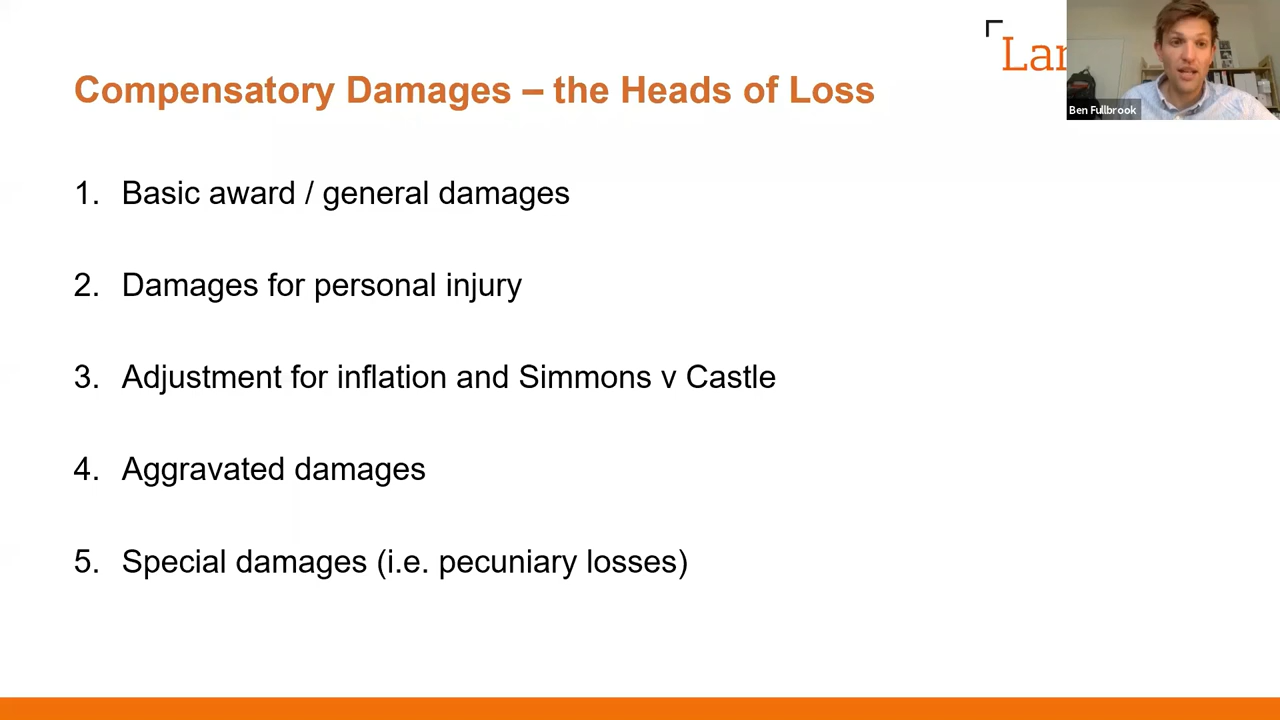 Compensatory Damages – the Heads of Loss
Lan
Ben Fullbrook
1. Basic award / general damages
2. Damages for personal injury
3. Adjustment for inflation and Simmons v Castle
4. Aggravated damages
5. Special damages (i.e. pecuniary losses)